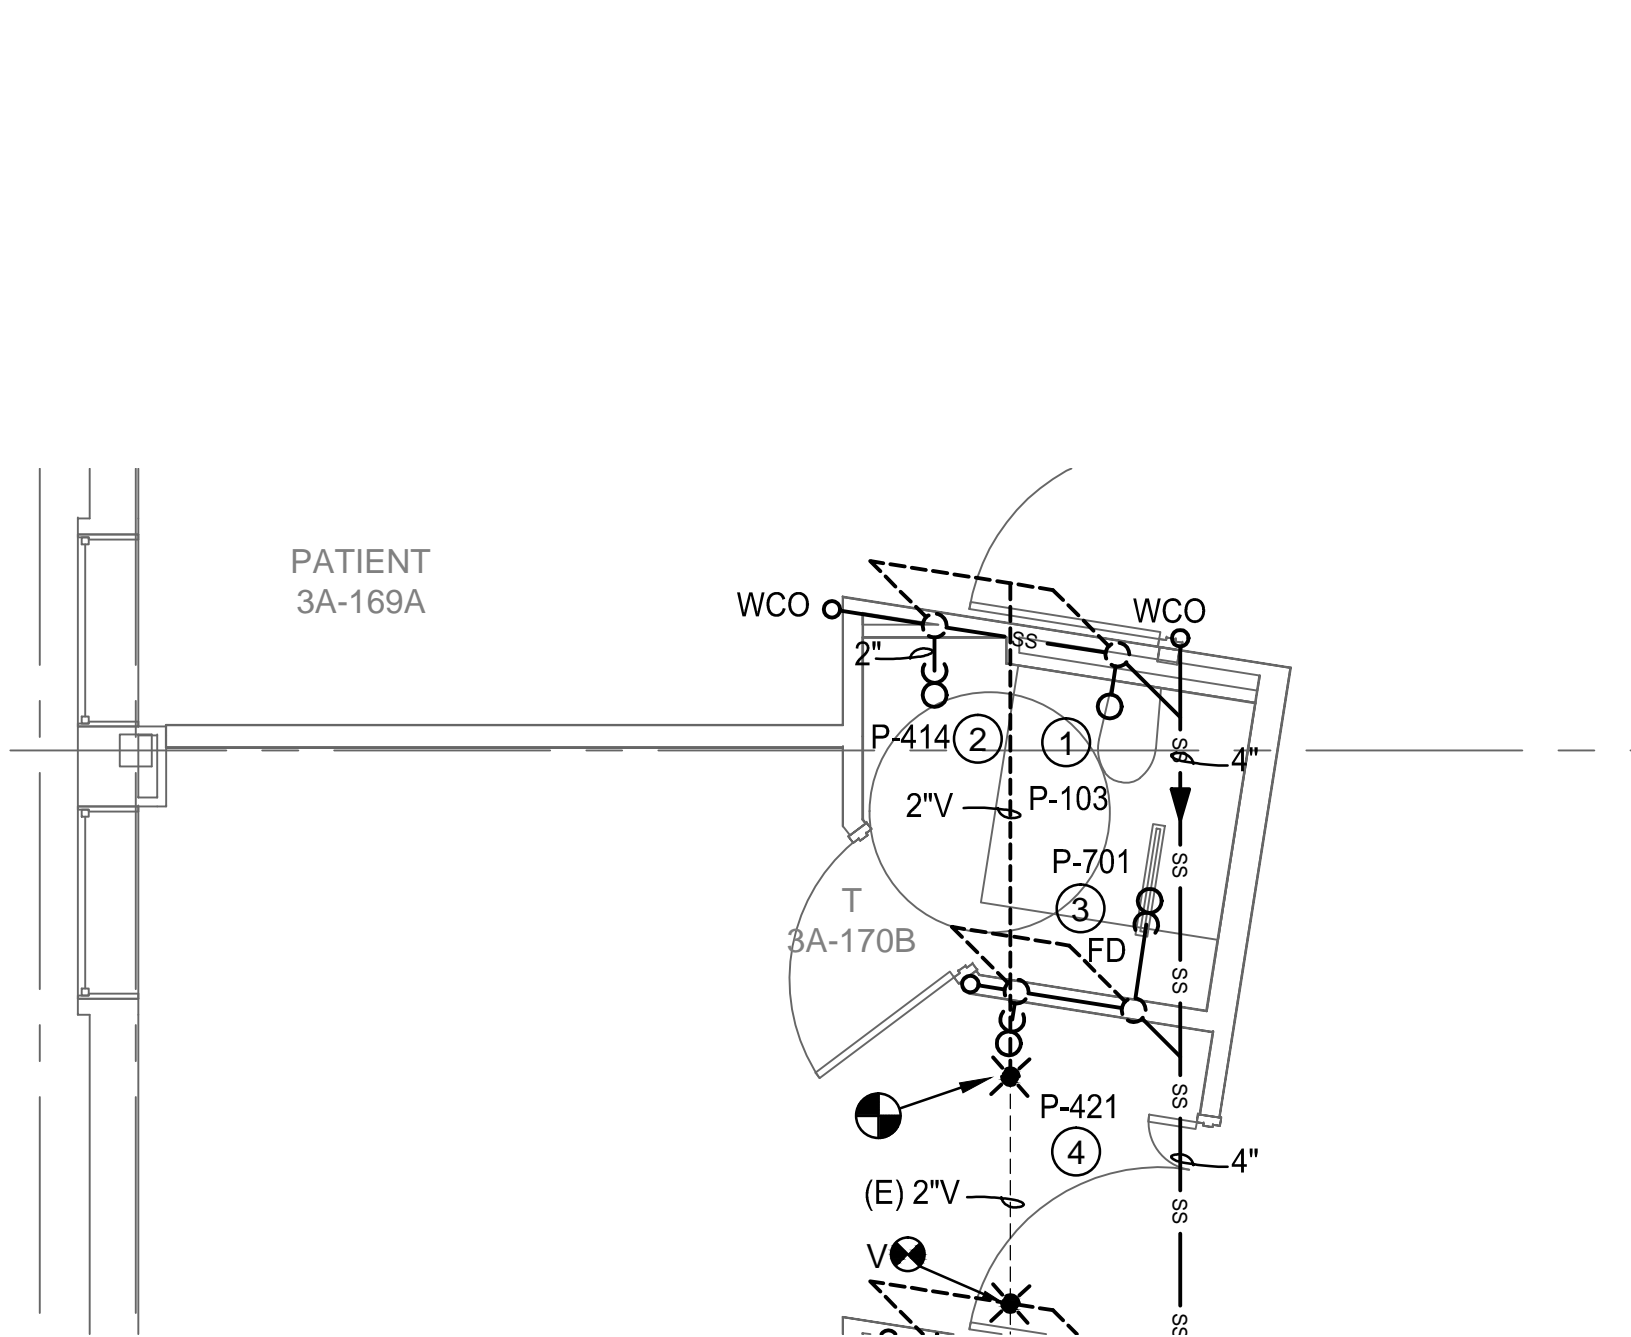 PATIENT
3A-169A
WCO
WCO
SS
2"
P-414
2
1
SS
4"
2"V
P-103
P-701
SS
T
3A-170B
3
FD
SS
P-421
SS
4
4"
(E) 2"V
SS
V
SS